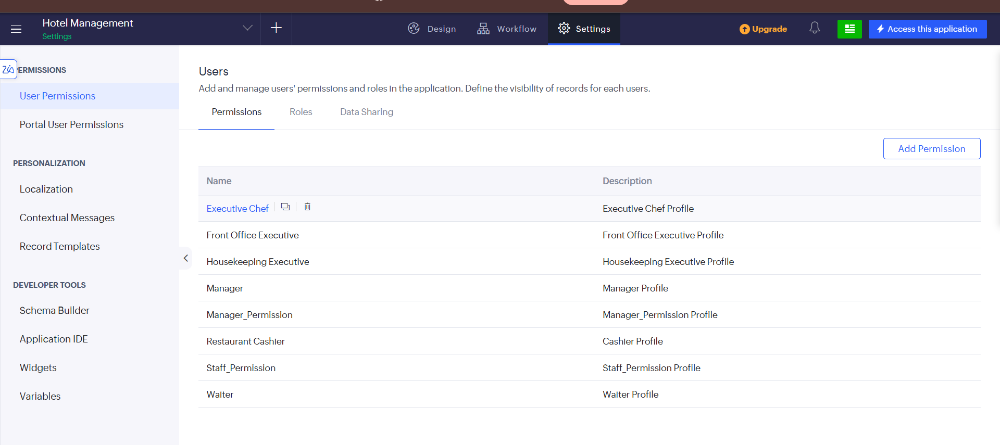 Hotel Management
Settings
Design
Workflow
Settings
Upgrade
Access this application
ERMISSIONS
User Permissions
Portal User Permissions
PERSONALIZATION
Localization
Contextual Messages
Record Templates
DEVELOPER TOOLS
Schema Builder
Application IDE
Widgets
Variables
Users
Add and manage users' permissions and roles in the application. Define the visibility of records for each users.
Permissions Roles Data Sharing
Add Permission
Name Description
Executive Chef Executive Chef Profile
Front Office Executive Front Office Executive Profile
Housekeeping Executive Housekeeping Executive Profile
Manager Manager Profile
Manager_Permission Manager_Permission Profile
Restaurant Cashier Cashier Profile
Staff_Permission Staff_Permission Profile
Waiter Waiter Profile